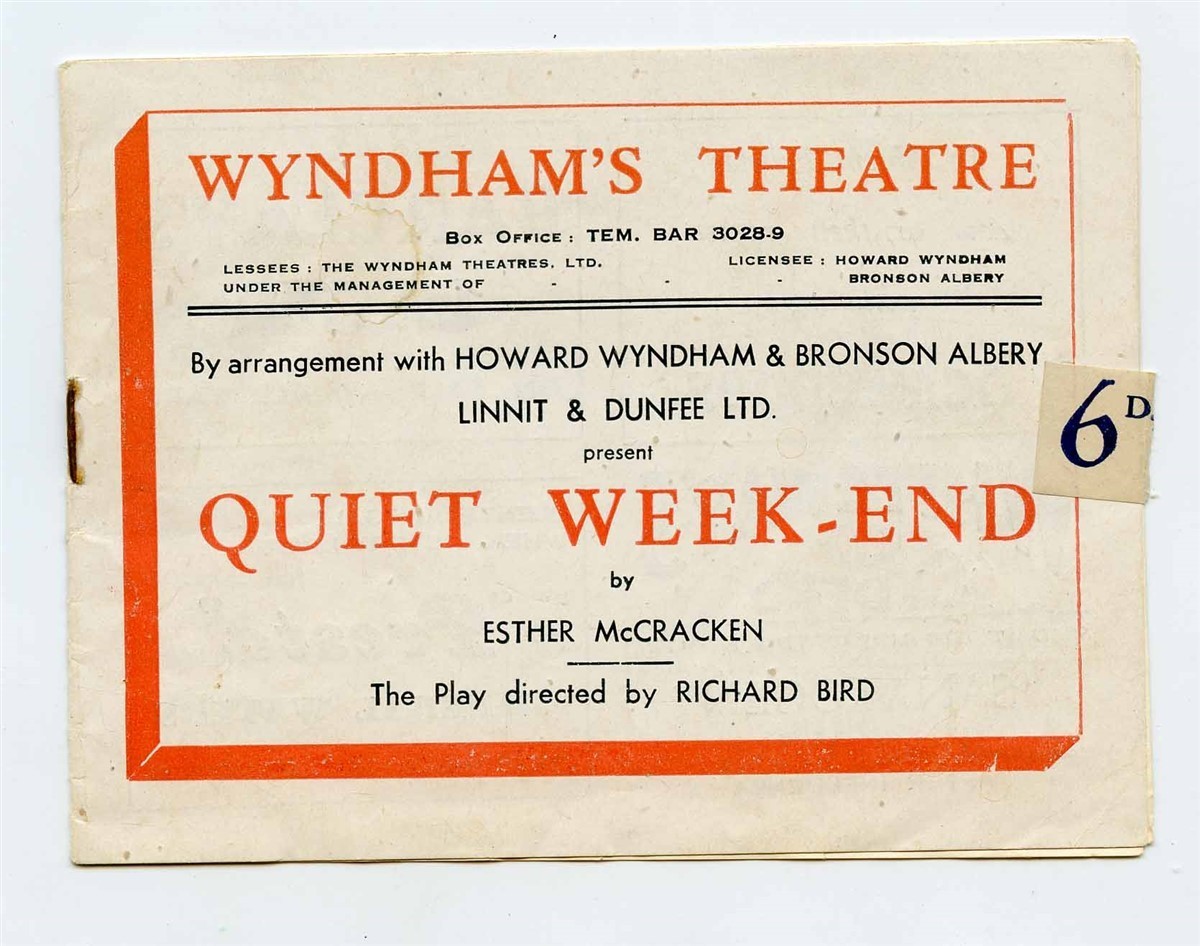 WYNDHAM'S THEATRE
Box Office : TEM. BAR 3028-9
LESSEES : THE WYNDHAM THEATRES, LTD. LICENSEE : HOWARD WYNDHAM
UNDER THE MANAGEMENT OF - - - BRONSON ALBERY
By arrangement with HOWARD WYNDHAM & BRONSON ALBERY
LINNIT & DUNFEE LTD.
present
6D.
QUIET WEEK-END
by
ESTHER McCRACKEN
The Play directed by RICHARD BIRD